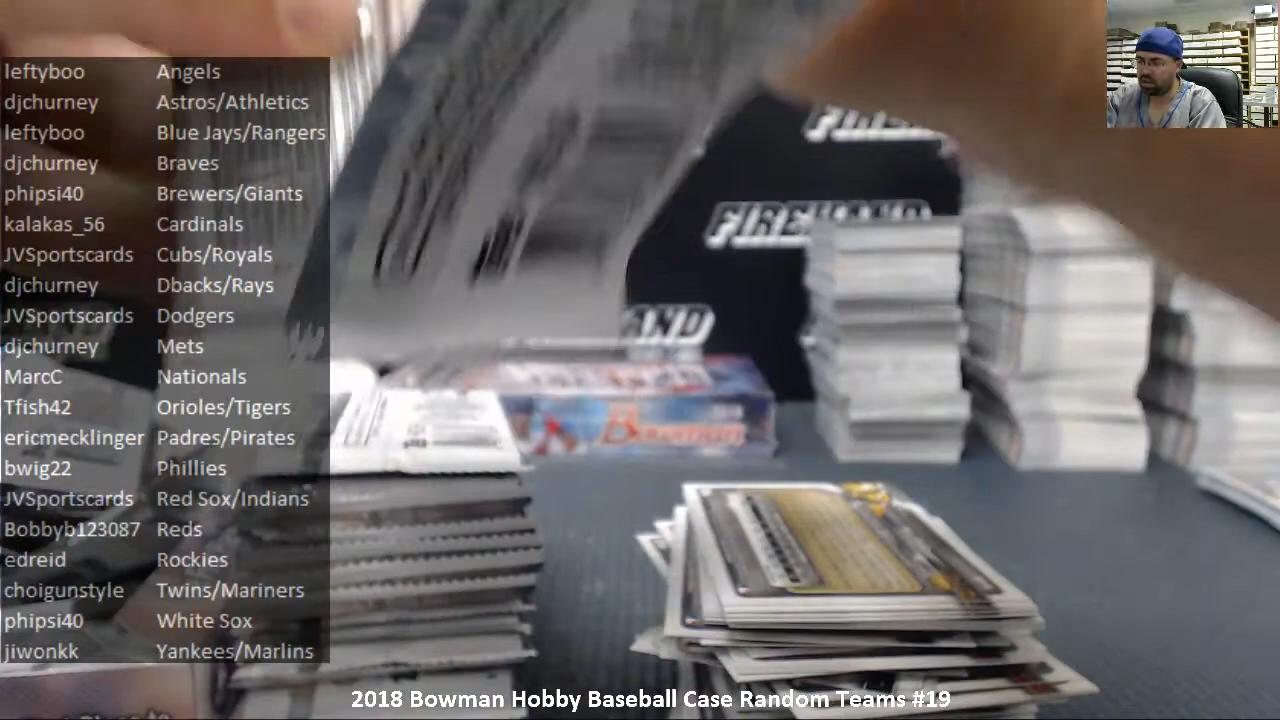 leftyboo Angels
djchurney Astros/Athletics
leftyboo Blue Jays/Rangers
djchurney Braves
phipsi40 Brewers/Giants
kalakas_56 Cardinals
JVSportscards Cubs/Royals
djchurney Dbacks/Rays
JVSportscards Dodgers
djchurney Mets
MarcC Nationals
Tfish42 Orioles/Tigers
ericmecklinger Padres/Pirates
bwig22 Phillies
JVSportscards Red Sox/Indians
Bobbyb123087 Reds
edreid Rockies
choigunstyle Twins/Mariners
phipsi40 White Sox
jiwonkk Yankees/Marlins
Bowman
2018 Bowman Hobby Baseball Case Random Teams #19